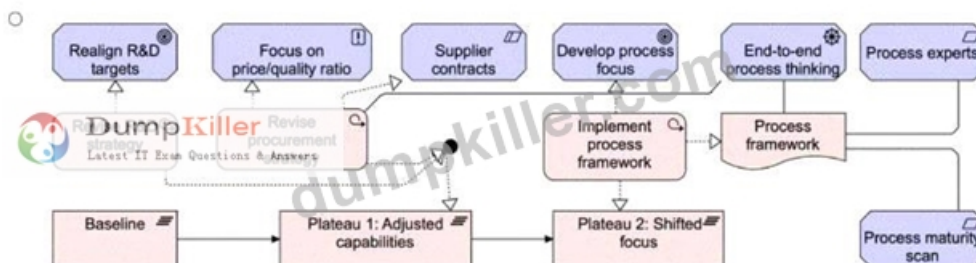 Realign R&D
targets
Focus on
price/quality ratio
Supplier
contracts
Develop process
focus
End-to-end
process thinking
Process experts
DumpKiller
Latest IT Exam Questions & Answers
strategy
Revise
procurement
dumpkiller.com
Implement
process
framework
Process
framework
Baseline
Plateau 1: Adjusted
capabilities
Plateau 2: Shifted
focus
Process maturity
scan